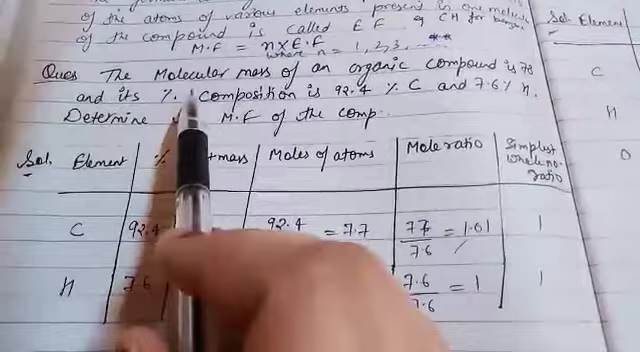 of the atoms of various elements present in one molecule
of the compound is called E F eg CH for
M.F = n x E.F
where n = 1, 2, 3,
Ques The Molecular mass of an organic compound is 78
and its %. composition is 92.4 % C and 7.6 % H.
Determine M.F of the comp.
Sol. Element % t mass Moles of atoms Mole ratio Simplest whole no. ratio
C 92.4 92.4 = 7.7 77/7.6 = 1.01 1
H 7.6 7.6/7.6 = 1 1
Sol. Element
C
H
O